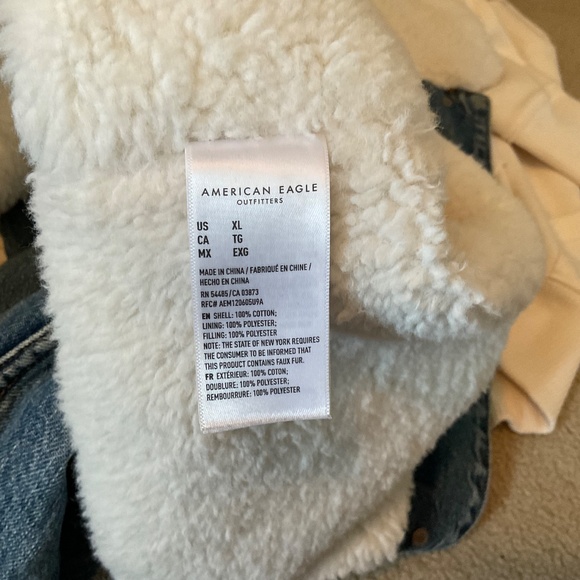 AMERICAN EAGLE
OUTFITTERS
US XL
CA TG
MX EXG
MADE IN CHINA / FABRIQUÉ EN CHINE /
HECHO EN CHINA
RN 54485/CA 03873
RFC# AEM120605U9A
EN SHELL: 100% COTTON;
LINING: 100% POLYESTER;
FILLING: 100% POLYESTER
NOTE: THE STATE OF NEW YORK REQUIRES
THE CONSUMER TO BE INFORMED THAT
THIS PRODUCT CONTAINS FAUX FUR.
FR EXTÉRIEUR: 100% COTON;
DOUBLURE: 100% POLYESTER;
REMBOURRURE: 100% POLYESTER